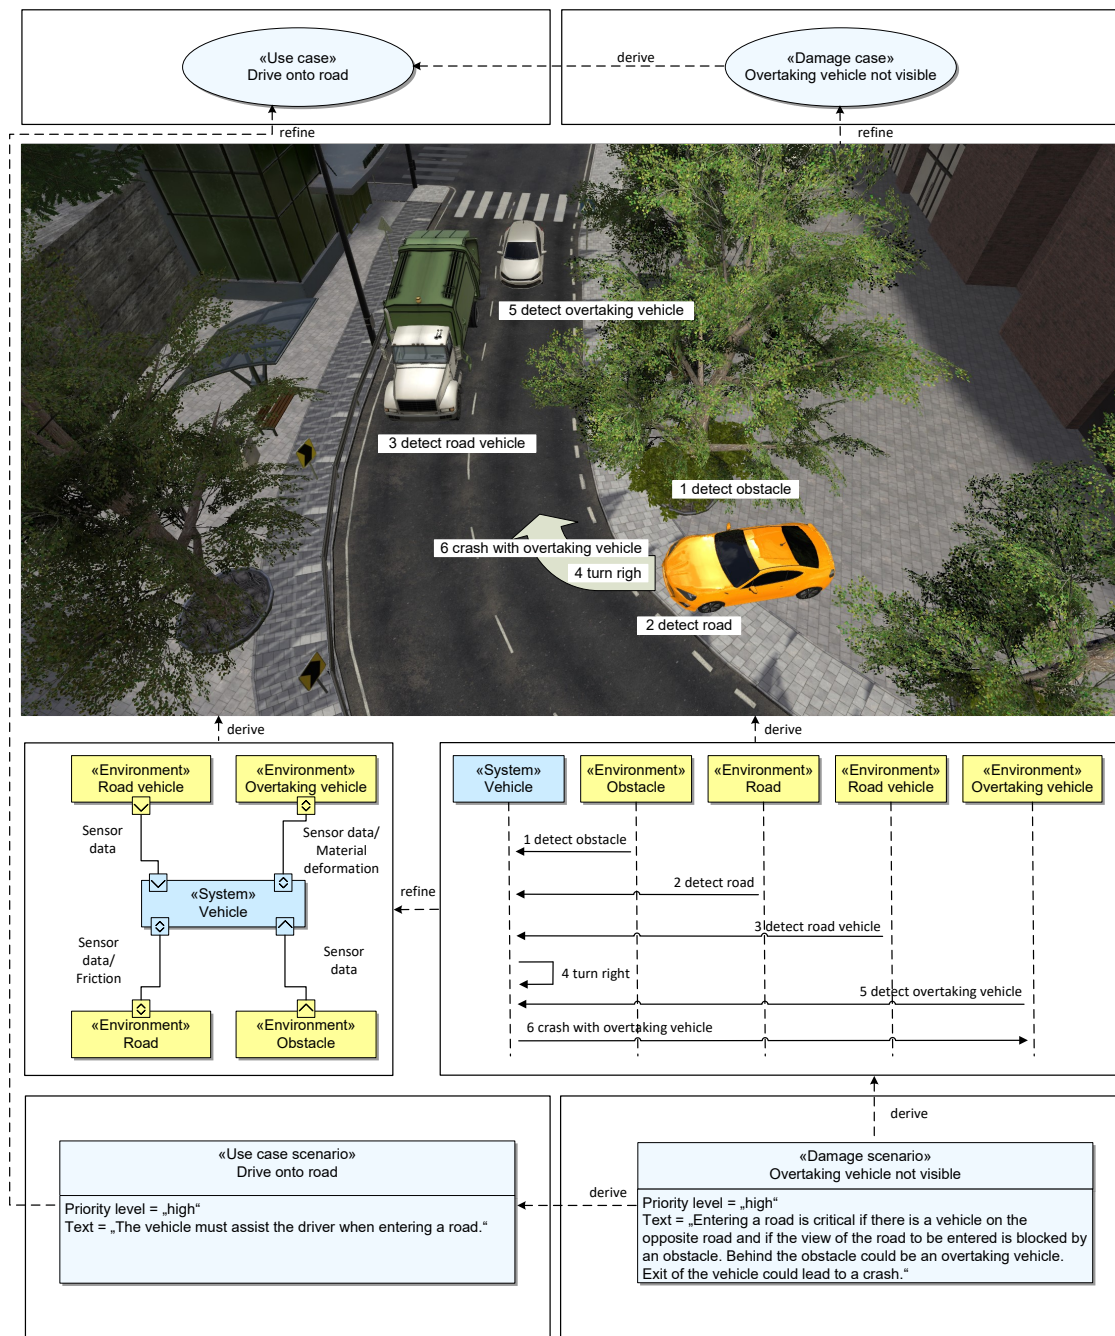 «Use case»
Drive onto road
derive
«Damage case»
Overtaking vehicle not visible
refine
refine
5 detect overtaking vehicle
3 detect road vehicle
1 detect obstacle
6 crash with overtaking vehicle
4 turn righ
2 detect road
derive
derive
«Environment»
Road vehicle
«Environment»
Overtaking vehicle
Sensor
data
Sensor data/
Material
deformation
«System»
Vehicle
Sensor
data/
Friction
Sensor
data
«Environment»
Road
«Environment»
Obstacle
refine
«System»
Vehicle
«Environment»
Obstacle
«Environment»
Road
«Environment»
Road vehicle
«Environment»
Overtaking vehicle
1 detect obstacle
2 detect road
3 detect road vehicle
4 turn right
5 detect overtaking vehicle
6 crash with overtaking vehicle
derive
«Use case scenario»
Drive onto road
Priority level = „high“
Text = „The vehicle must assist the driver when entering a road.“
derive
«Damage scenario»
Overtaking vehicle not visible
Priority level = „high“
Text = „Entering a road is critical if there is a vehicle on the
opposite road and if the view of the road to be entered is blocked by
an obstacle. Behind the obstacle could be an overtaking vehicle.
Exit of the vehicle could lead to a crash.“